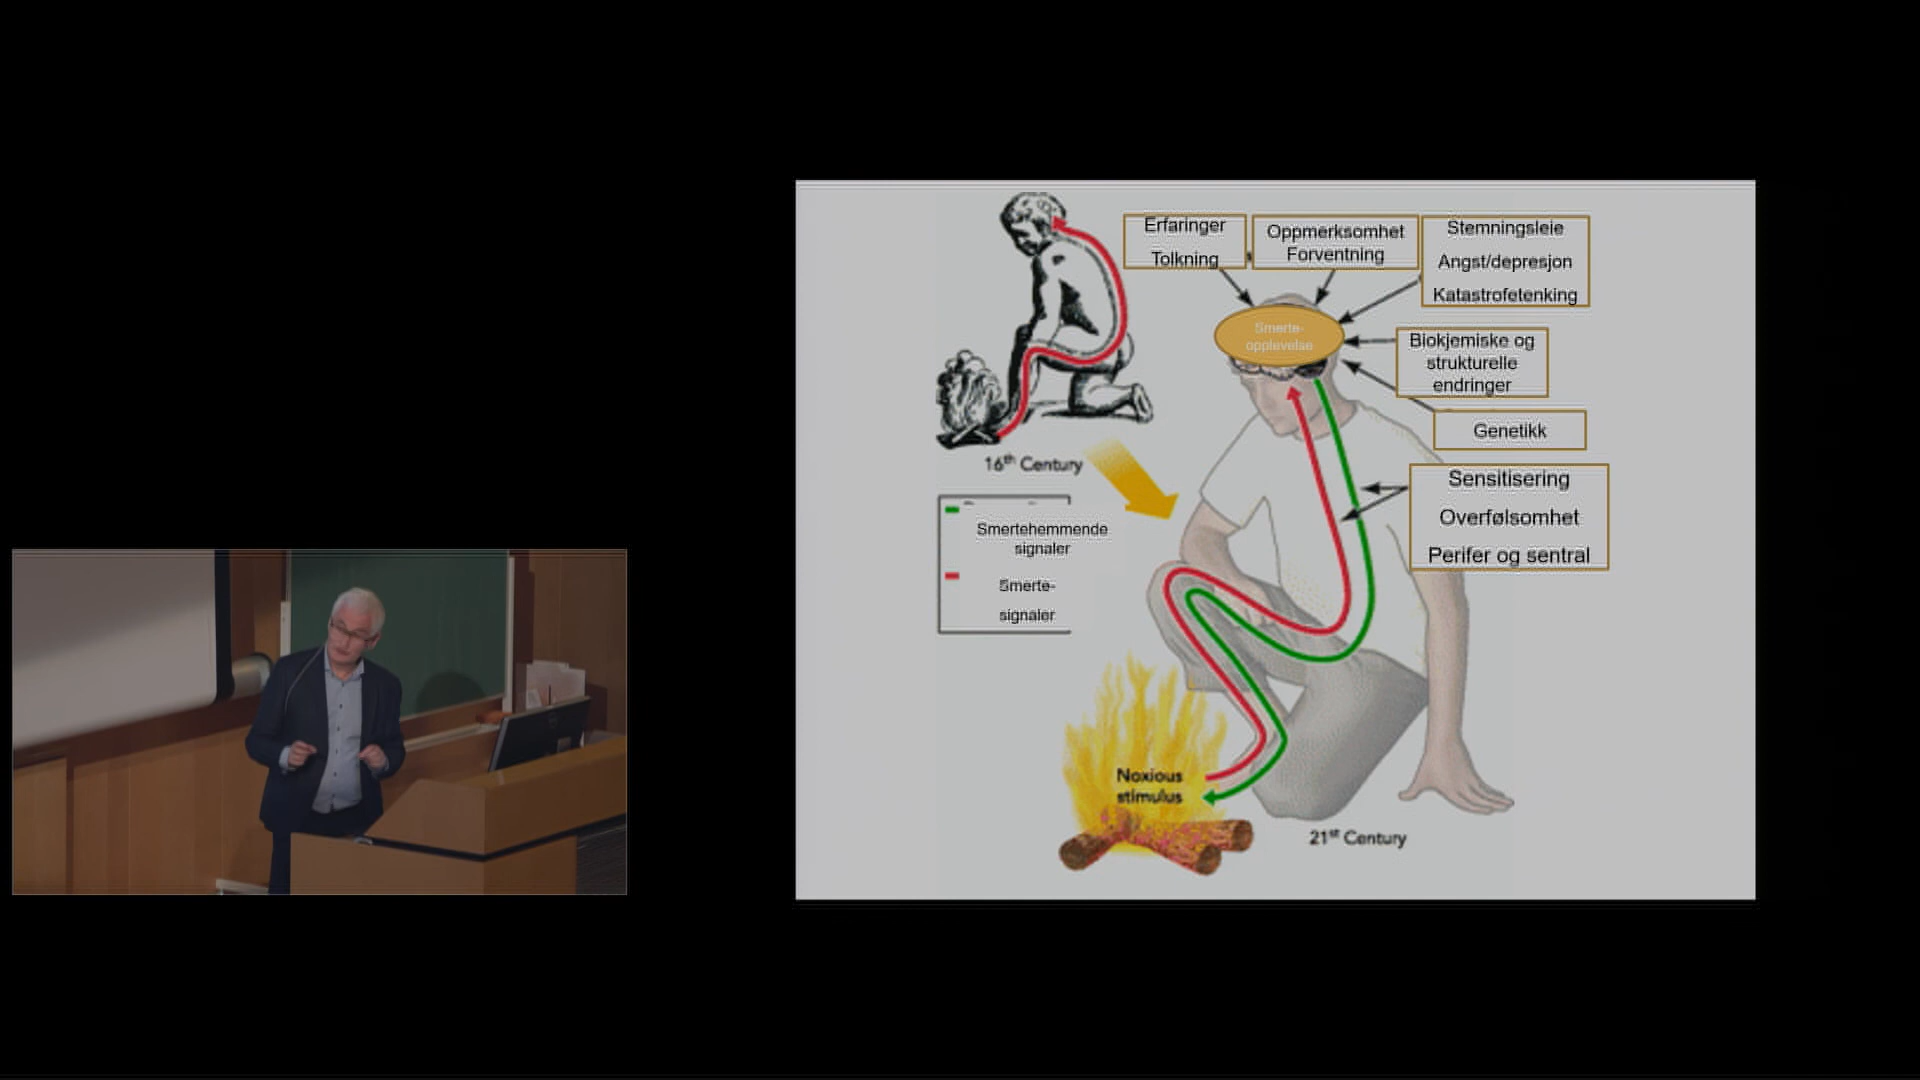 Erfaringer
Tolkning
Oppmerksomhet
Forventning
Stemningsleie
Angst/depresjon
Katastrofetenking
Smerte-
opplevelse
Biokjemiske og
strukturelle
endringer
Genetikk
16th Century
Sensitisering
Overfølsomhet
Perifer og sentral
Smertehemmende
signaler
Smerte-
signaler
Noxious
stimulus
21st Century